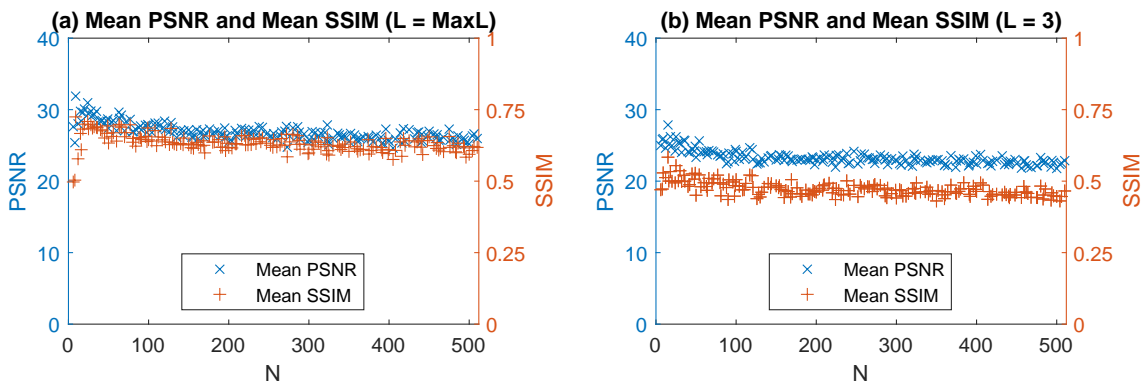 (a) Mean PSNR and Mean SSIM (L = MaxL)
40
30
20
10
0
PSNR
1
0.75
0.5
0.25
0
SSIM
Mean PSNR
Mean SSIM
0 100 200 300 400 500
N
(b) Mean PSNR and Mean SSIM (L = 3)
40
30
20
10
0
PSNR
1
0.75
0.5
0.25
0
SSIM
Mean PSNR
Mean SSIM
0 100 200 300 400 500
N